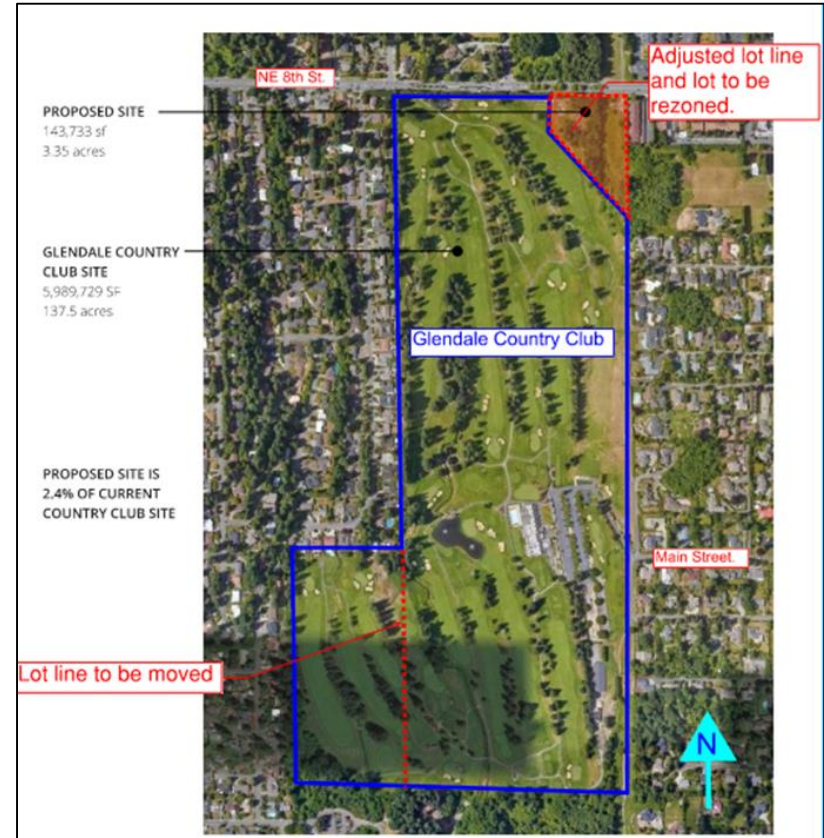 NE 8th St.
Adjusted lot line
and lot to be
rezoned.
PROPOSED SITE
143,733 sf
3.35 acres
GLENDALE COUNTRY
CLUB SITE
5,989,729 SF
137.5 acres
Glendale Country Club
PROPOSED SITE IS
2.4% OF CURRENT
COUNTRY CLUB SITE
Main Street.
Lot line to be moved
N